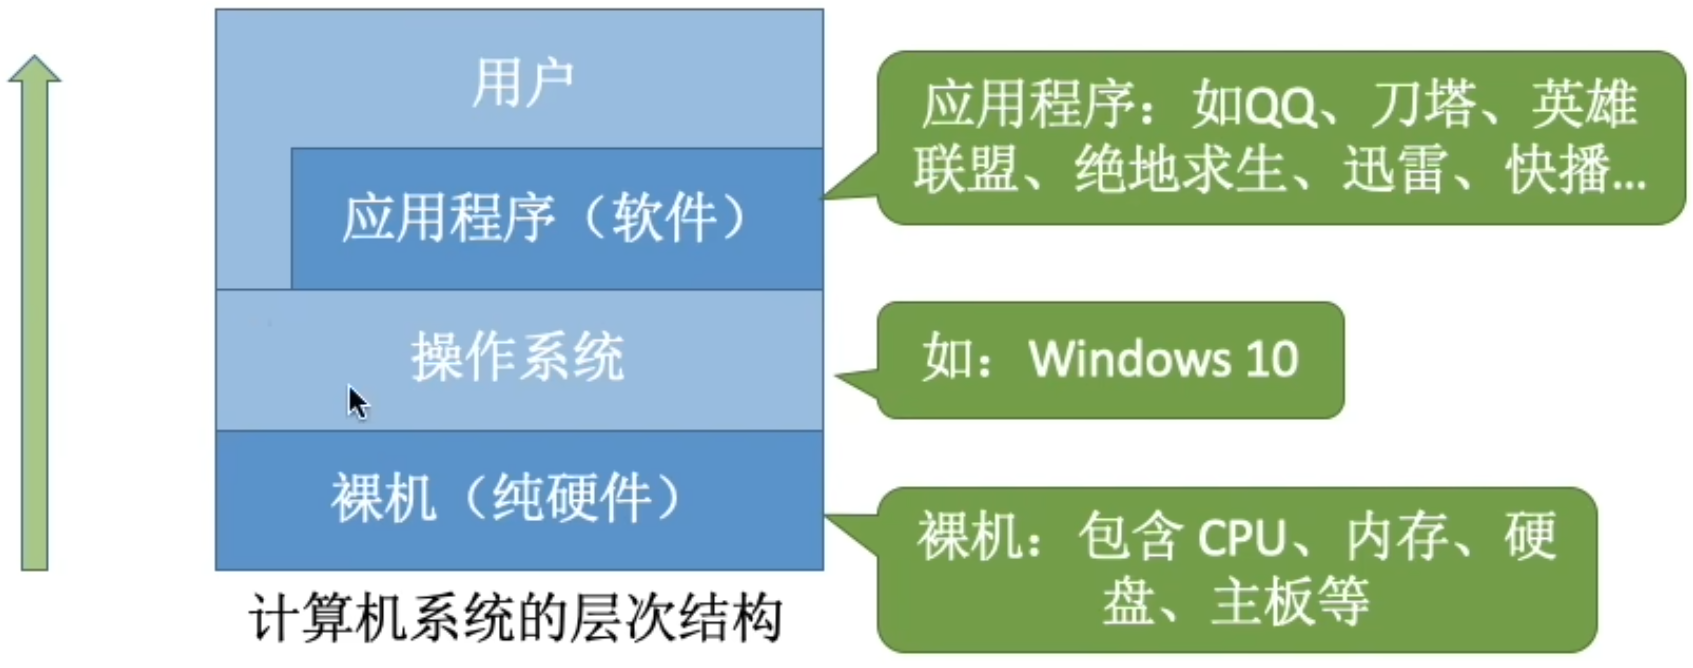 用户
应用程序（软件）
操作系统
裸机（纯硬件）
计算机系统的层次结构
应用程序：如QQ、刀塔、英雄
联盟、绝地求生、迅雷、快播...
如：Windows 10
裸机：包含 CPU、内存、硬
盘、主板等